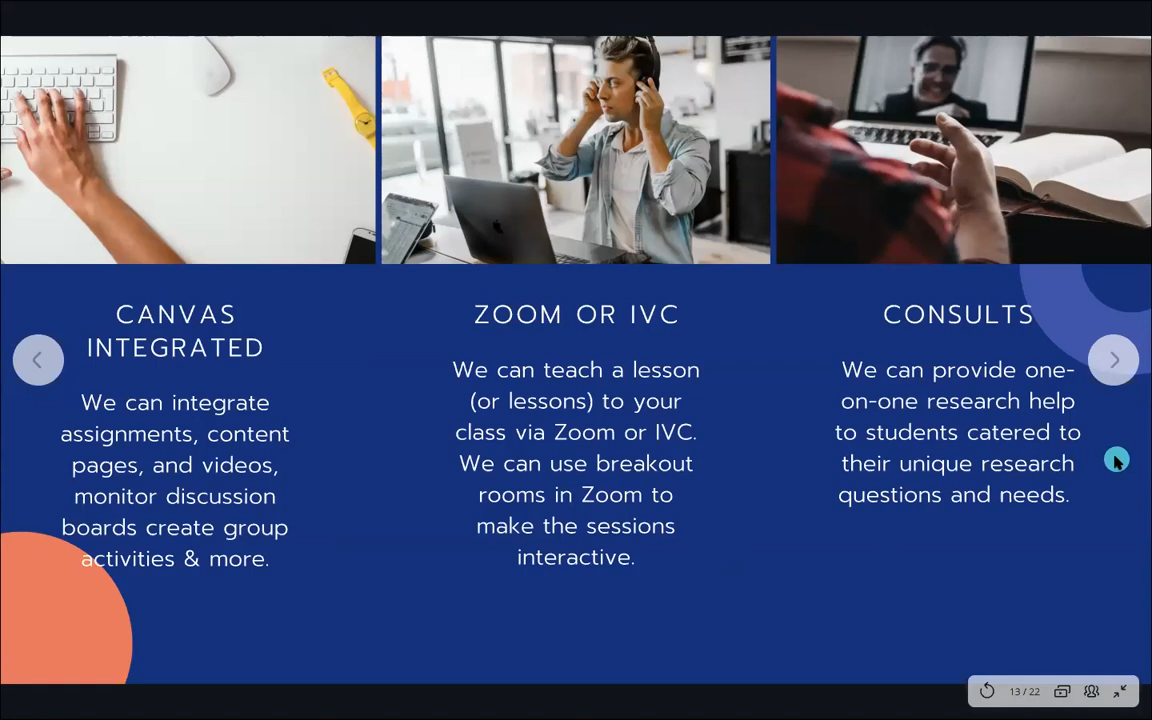 CANVAS
INTEGRATED
We can integrate
assignments, content
pages, and videos,
monitor discussion
boards create group
activities & more.
ZOOM OR IVC
We can teach a lesson
(or lessons) to your
class via Zoom or IVC.
We can use breakout
rooms in Zoom to
make the sessions
interactive.
CONSULTS
We can provide one-
on-one research help
to students catered to
their unique research
questions and needs.
13 / 22